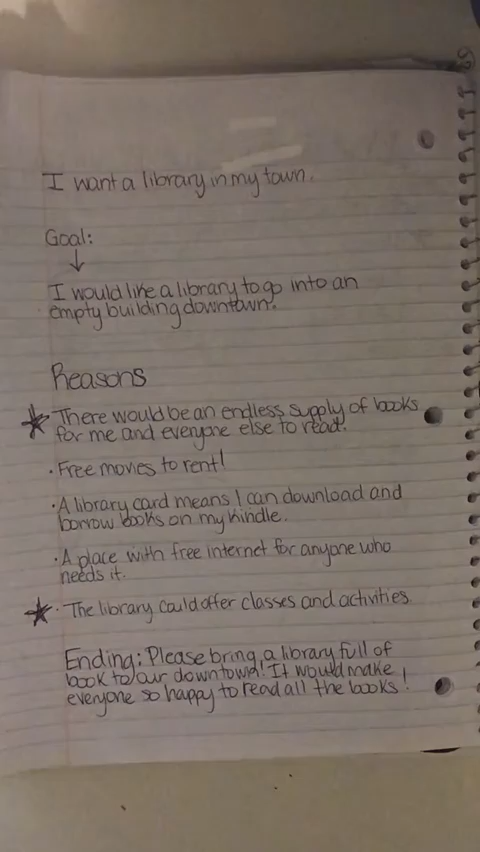 I want a library in my town.
Goal:
↓
I would like a library to go into an
empty building downtown.
Reasons
★ There would be an endless supply of books
for me and everyone else to read.
· Free movies to rent!
· A library card means I can download and
borrow books on my kindle.
· A place with free internet for anyone who
needs it.
★ · The library could offer classes and activities
Ending: Please bring a library full of
book to our downtown! It would make
everyone so happy to read all the books!